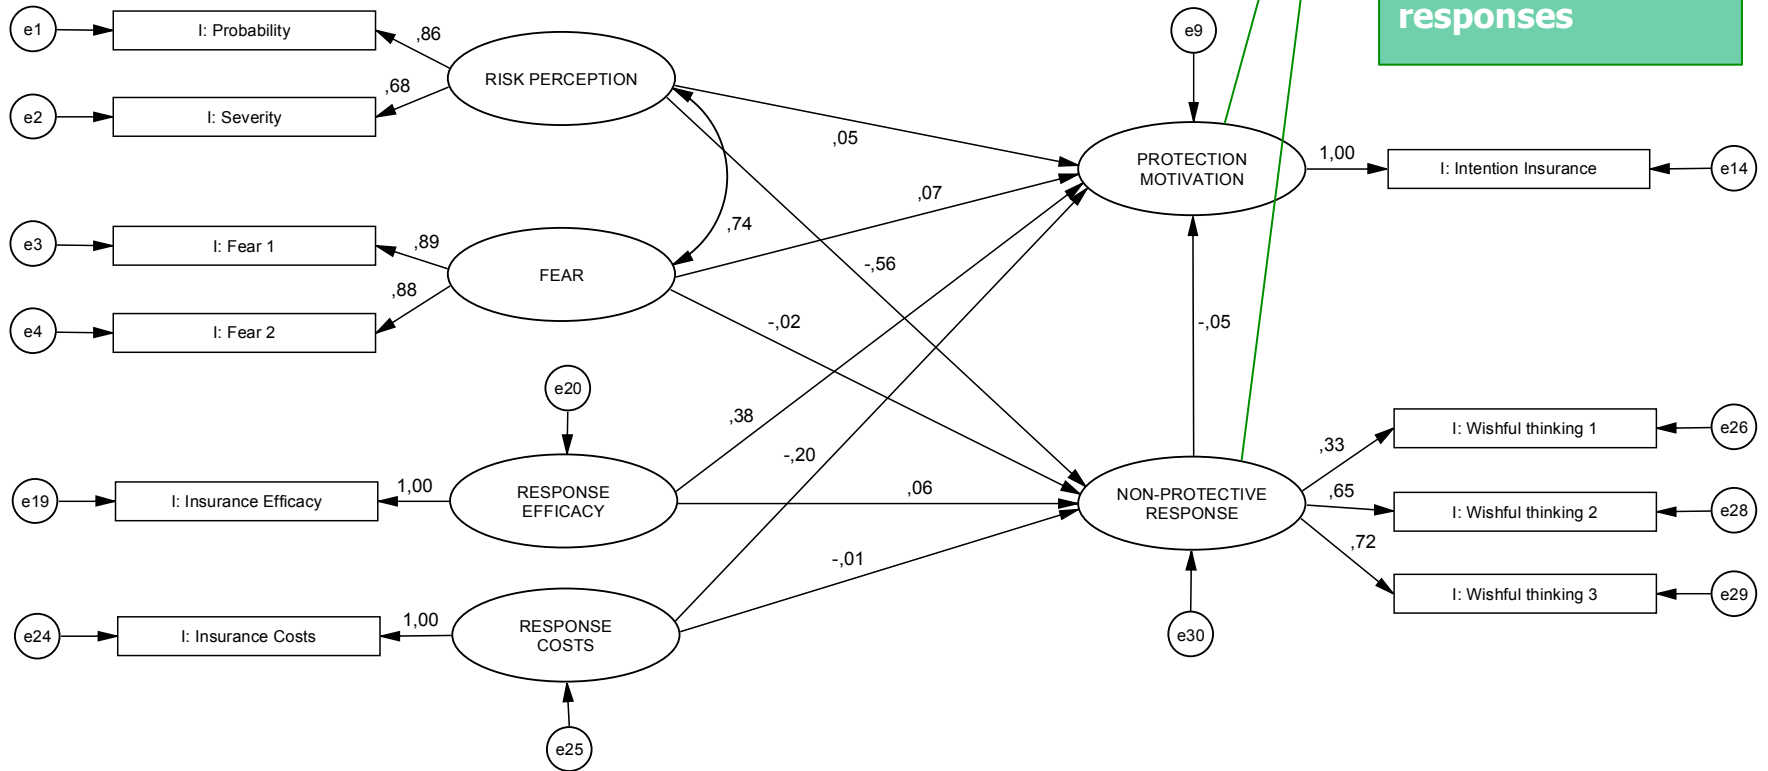 responses
e1
I: Probability
,86
e2
I: Severity
,68
RISK PERCEPTION
e3
I: Fear 1
,89
e4
I: Fear 2
,88
FEAR
,74
e20
e19
I: Insurance Efficacy
1,00
RESPONSE
EFFICACY
e24
I: Insurance Costs
1,00
RESPONSE
COSTS
e25
,05
,07
-,56
-,02
,38
-,20
,06
-,01
e9
PROTECTION
MOTIVATION
1,00
I: Intention Insurance
e14
-,05
NON-PROTECTIVE
RESPONSE
e30
,33
I: Wishful thinking 1
e26
,65
I: Wishful thinking 2
e28
,72
I: Wishful thinking 3
e29